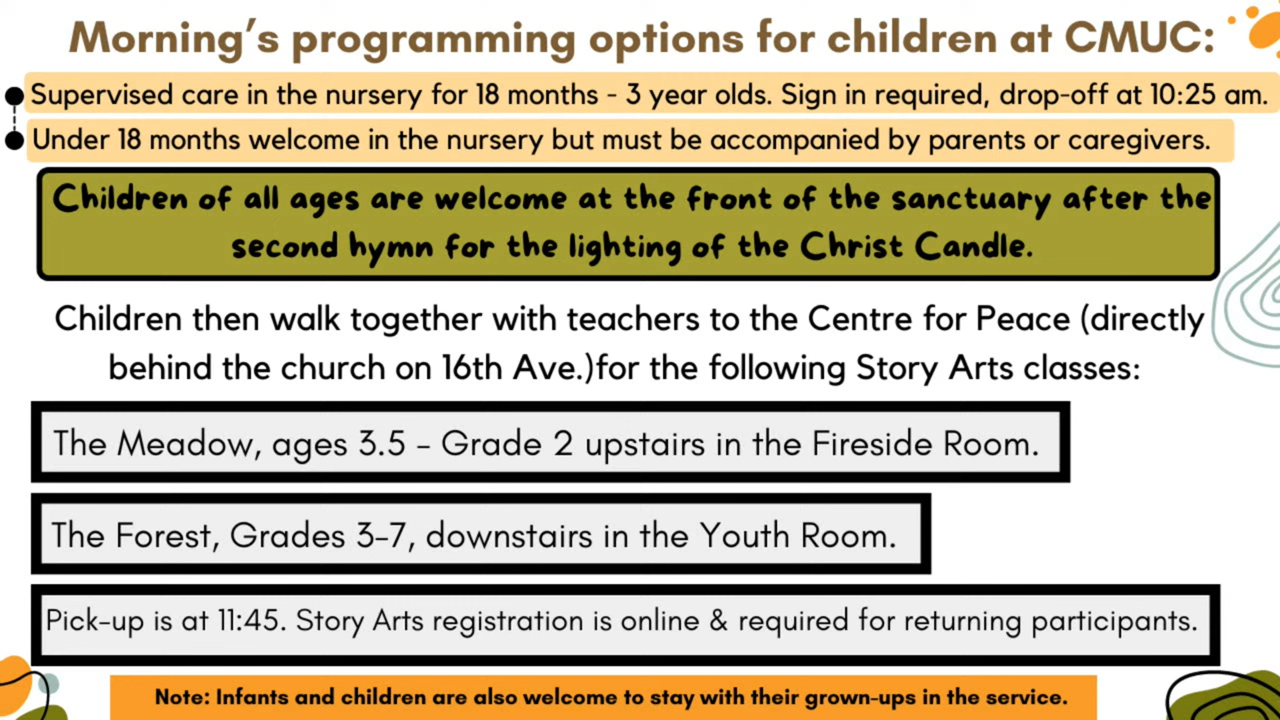 Morning’s programming options for children at CMUC:
Supervised care in the nursery for 18 months - 3 year olds. Sign in required, drop-off at 10:25 am.
Under 18 months welcome in the nursery but must be accompanied by parents or caregivers.
Children of all ages are welcome at the front of the sanctuary after the
second hymn for the lighting of the Christ Candle.
Children then walk together with teachers to the Centre for Peace (directly
behind the church on 16th Ave.)for the following Story Arts classes:
The Meadow, ages 3.5 – Grade 2 upstairs in the Fireside Room.
The Forest, Grades 3-7, downstairs in the Youth Room.
Pick-up is at 11:45. Story Arts registration is online & required for returning participants.
Note: Infants and children are also welcome to stay with their grown-ups in the service.